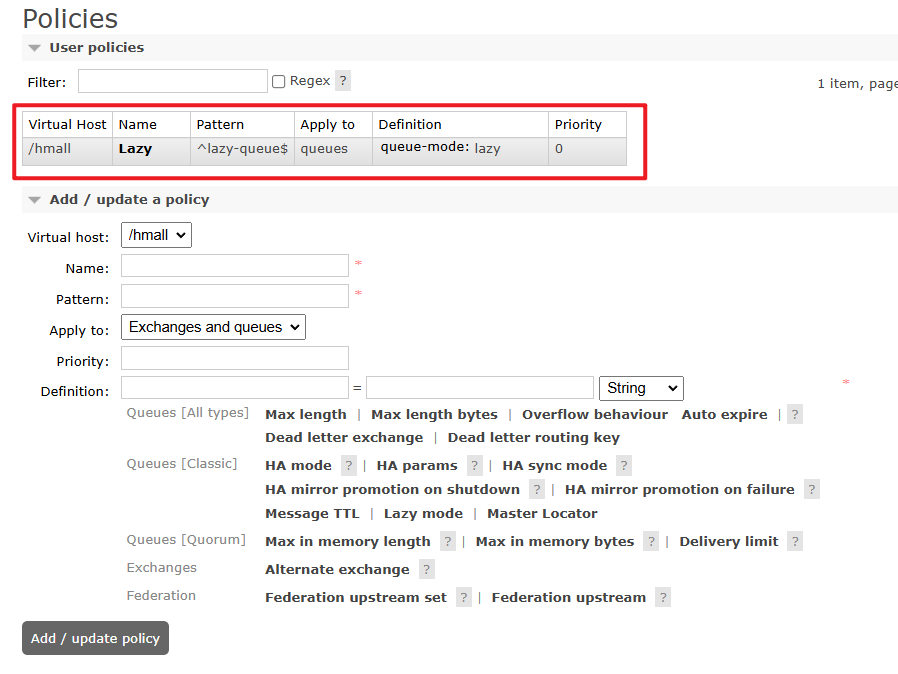 Policies
User policies
Filter: Regex ?
1 item, page
Virtual Host Name Pattern Apply to Definition Priority
/hmall Lazy ^lazy-queue$ queues queue-mode: lazy 0
Add / update a policy
Virtual host: /hmall
Name: *
Pattern: *
Apply to: Exchanges and queues
Priority:
Definition: = String *
Queues [All types] Max length | Max length bytes | Overflow behaviour Auto expire | ?
Dead letter exchange | Dead letter routing key
Queues [Classic] HA mode ? | HA params ? | HA sync mode ?
HA mirror promotion on shutdown ? | HA mirror promotion on failure ?
Message TTL | Lazy mode | Master Locator
Queues [Quorum] Max in memory length ? | Max in memory bytes ? | Delivery limit ?
Exchanges Alternate exchange ?
Federation Federation upstream set ? | Federation upstream ?
Add / update policy